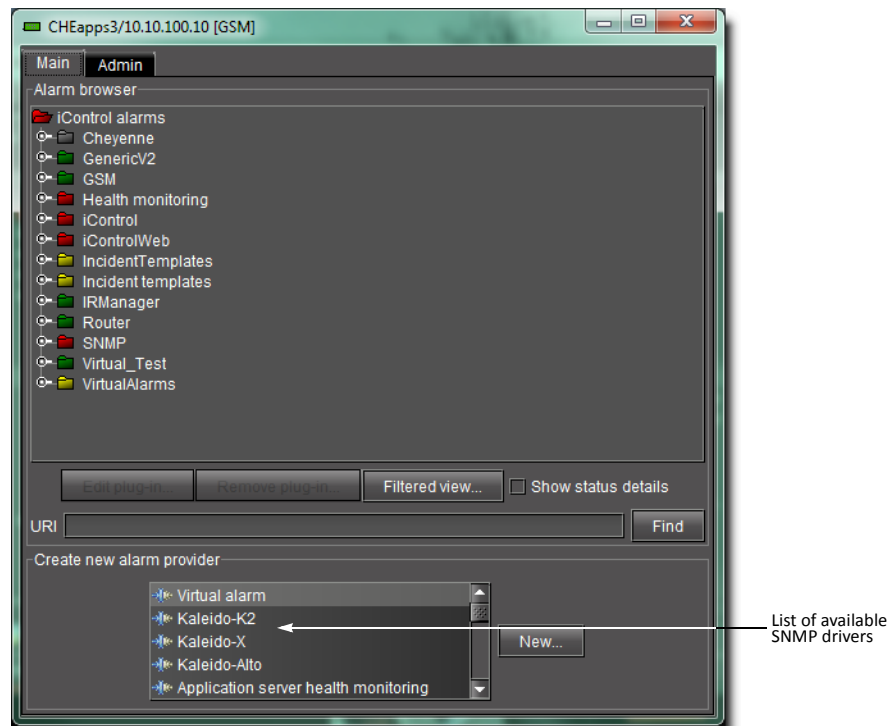 CHEapps3/10.10.100.10 [GSM]
Main Admin
Alarm browser
iControl alarms
Cheyenne
GenericV2
GSM
Health monitoring
iControl
iControlWeb
IncidentTemplates
Incident templates
IRManager
Router
SNMP
Virtual_Test
VirtualAlarms
Edit plug-in... Remove plug-in... Filtered view... Show status details
URI Find
Create new alarm provider
Virtual alarm
Kaleido-K2
Kaleido-X
Kaleido-Alto
Application server health monitoring
New...
List of available
SNMP drivers